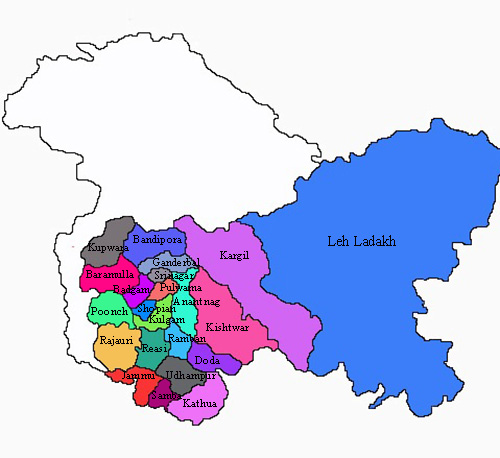 Leh Ladakh
Kupwara
Bandipora
Kargil
Ganderbal
Baramulla
Srinagar
Badgam
Pulwama
Anantnag
Poonch
Shopian
Kulgam
Kishtwar
Rajauri
Reasi
Ramban
Doda
Jammu
Udhampur
Samba
Kathua